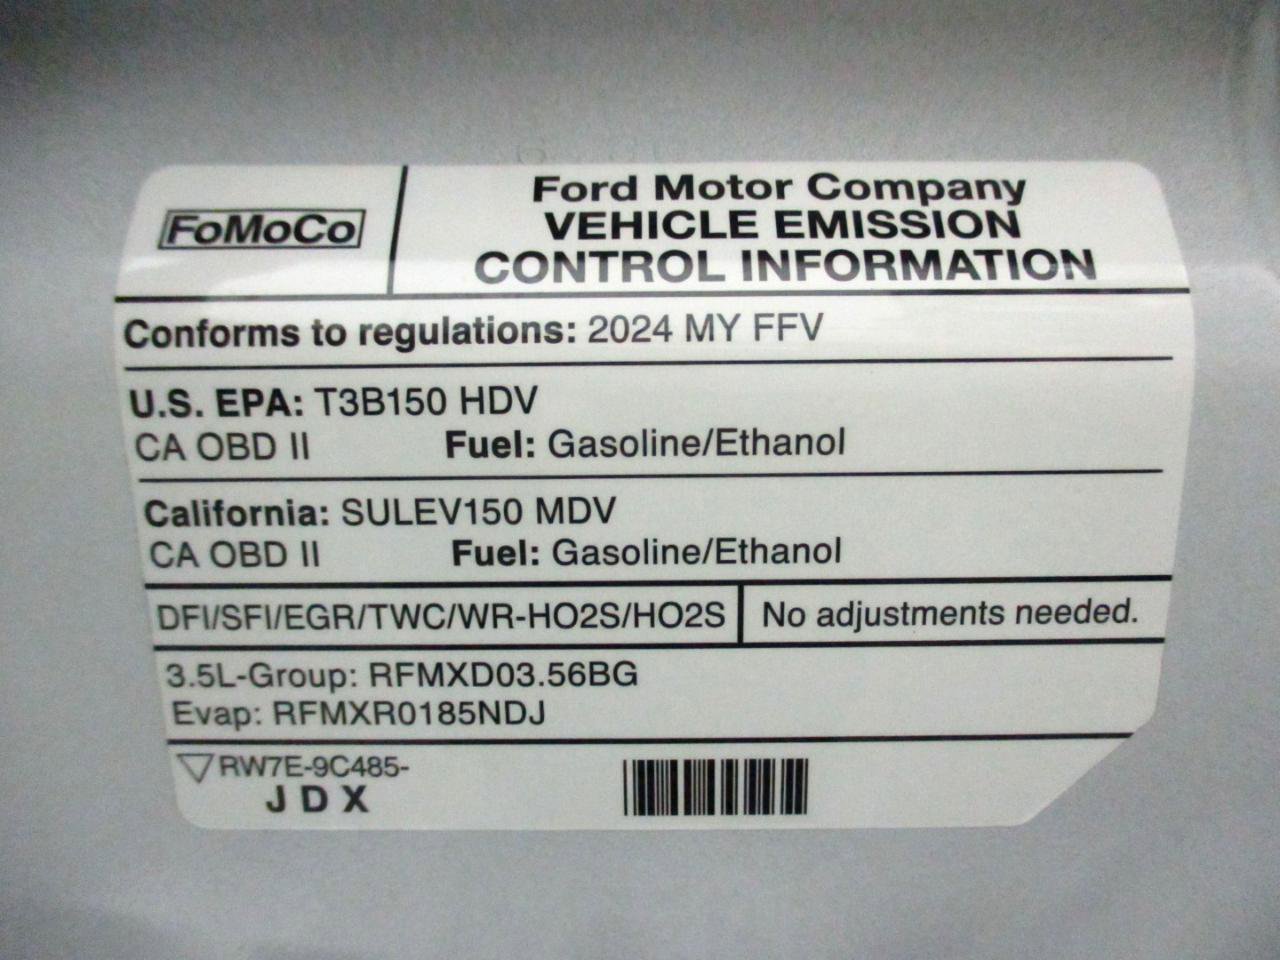 FoMoCo
Ford Motor Company
VEHICLE EMISSION
CONTROL INFORMATION
Conforms to regulations: 2024 MY FFV
U.S. EPA: T3B150 HDV
CA OBD II Fuel: Gasoline/Ethanol
California: SULEV150 MDV
CA OBD II Fuel: Gasoline/Ethanol
DFI/SFI/EGR/TWC/WR-HO2S/HO2S No adjustments needed.
3.5L-Group: RFMXD03.56BG
Evap: RFMXR0185NDJ
RW7E-9C485-
J D X